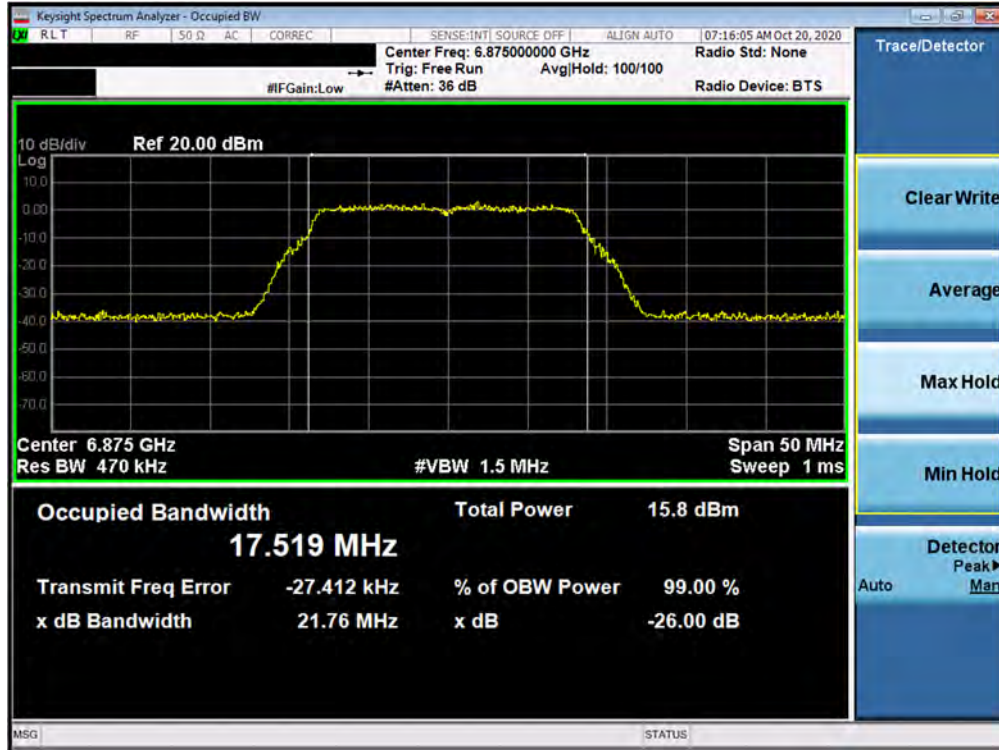 Keysight Spectrum Analyzer - Occupied BW
LXI RLT RF 50 Ω AC CORREC SENSE:INT SOURCE OFF ALIGN AUTO 07:16:05 AM Oct 20, 2020
Center Freq: 6.875000000 GHz Radio Std: None
Trig: Free Run Avg|Hold: 100/100
#IFGain:Low #Atten: 36 dB Radio Device: BTS
10 dB/div Ref 20.00 dBm
Log
10.0
0.00
-10.0
-20.0
-30.0
-40.0
-50.0
-60.0
-70.0
Center 6.875 GHz Span 50 MHz
Res BW 470 kHz #VBW 1.5 MHz Sweep 1 ms
Occupied Bandwidth Total Power 15.8 dBm
17.519 MHz
Transmit Freq Error -27.412 kHz % of OBW Power 99.00 %
x dB Bandwidth 21.76 MHz x dB -26.00 dB
MSG STATUS
Trace/Detector
Clear Write
Average
Max Hold
Min Hold
Detector
Peak
Auto Man